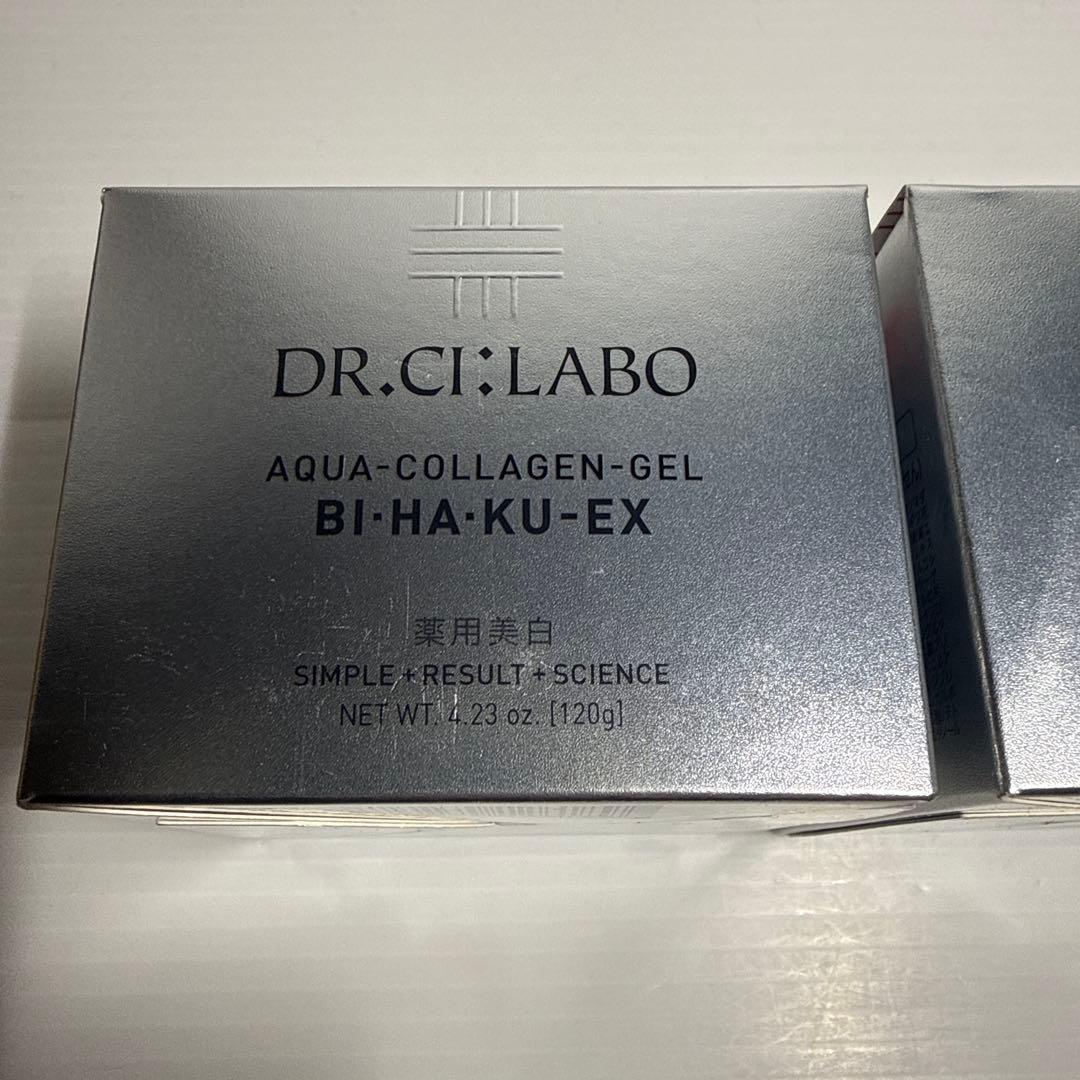 DR.CI:LABO
AQUA-COLLAGEN-GEL
BI·HA·KU-EX
薬用美白
SIMPLE+RESULT+SCIENCE
NET WT. 4.23 oz. [120g]